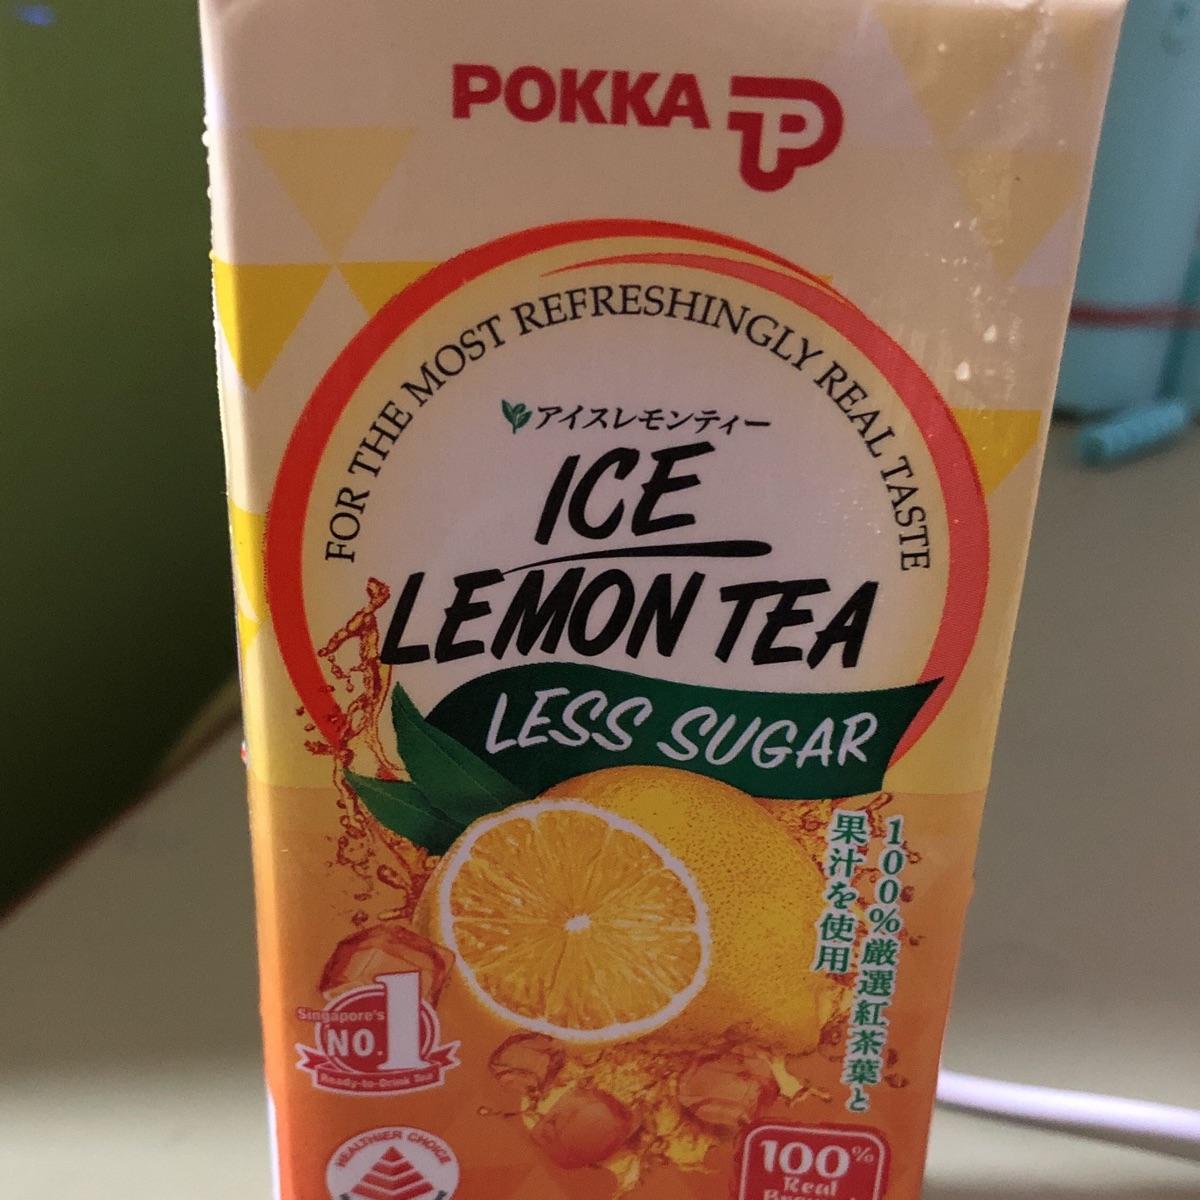 POKKA
P
FOR THE MOST REFRESHINGLY REAL TASTE
アイスレモンティー
ICE
LEMON TEA
LESS SUGAR
100%厳選紅茶葉と
果汁を使用
Singapore's
NO.1
Ready-to-Drink Tea
HEALTHIER CHOICE
100%
Real